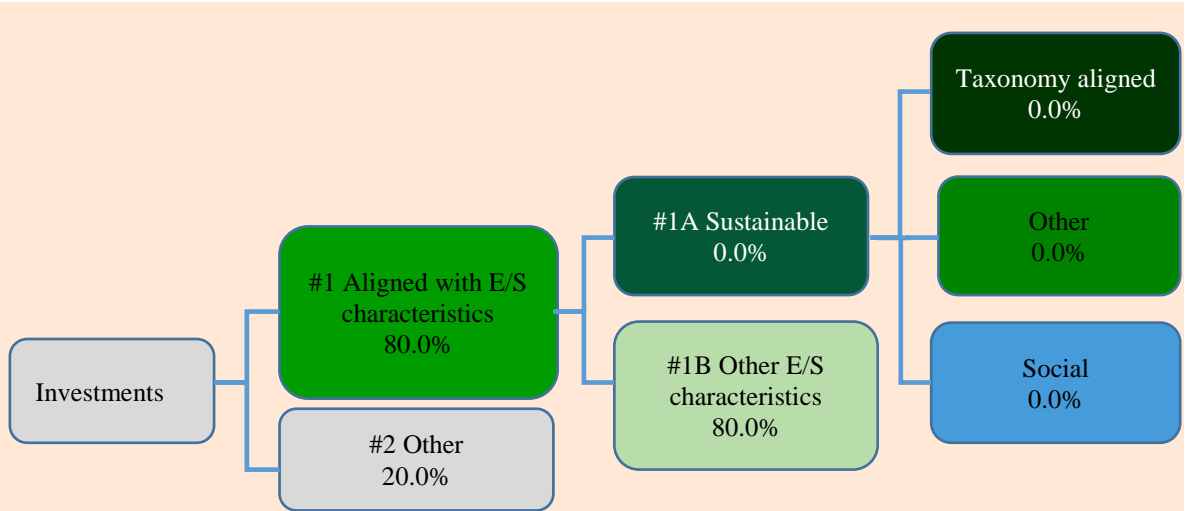 Investments
#1 Aligned with E/S
characteristics
80.0%
#2 Other
20.0%
#1A Sustainable
0.0%
#1B Other E/S
characteristics
80.0%
Taxonomy aligned
0.0%
Other
0.0%
Social
0.0%